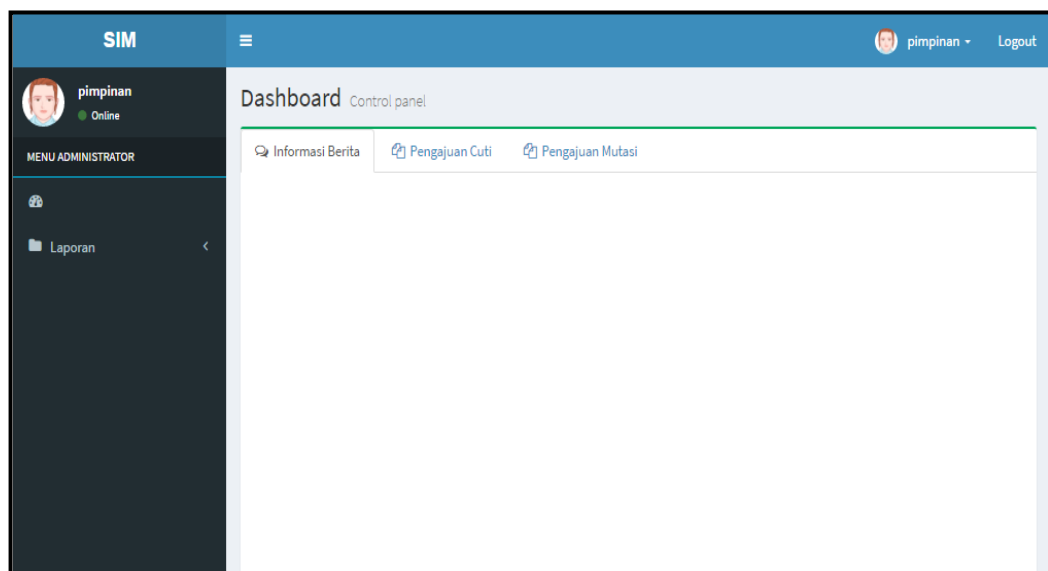 SIM
pimpinan
Logout
pimpinan
Online
MENU ADMINISTRATOR
Laporan
Dashboard Control panel
Informasi Berita
Pengajuan Cuti
Pengajuan Mutasi